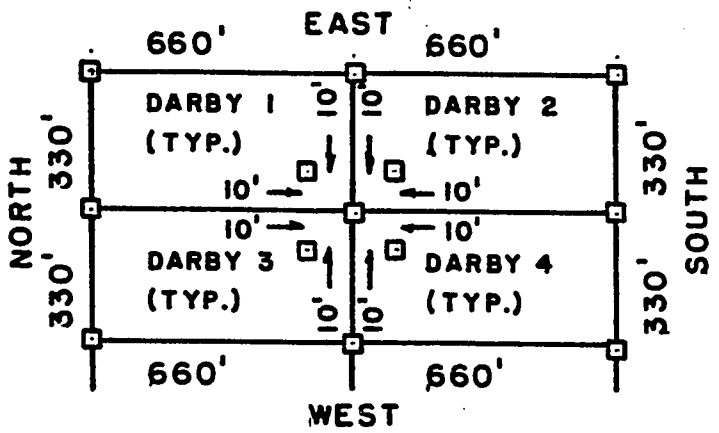 EAST
660' 660'
DARBY 1
(TYP.)
10' 10'
DARBY 2
(TYP.)
330' 330'
10' 10'
NORTH
SOUTH
10' 10'
DARBY 3
(TYP.)
10' 10'
DARBY 4
(TYP.)
330' 330'
660' 660'
WEST